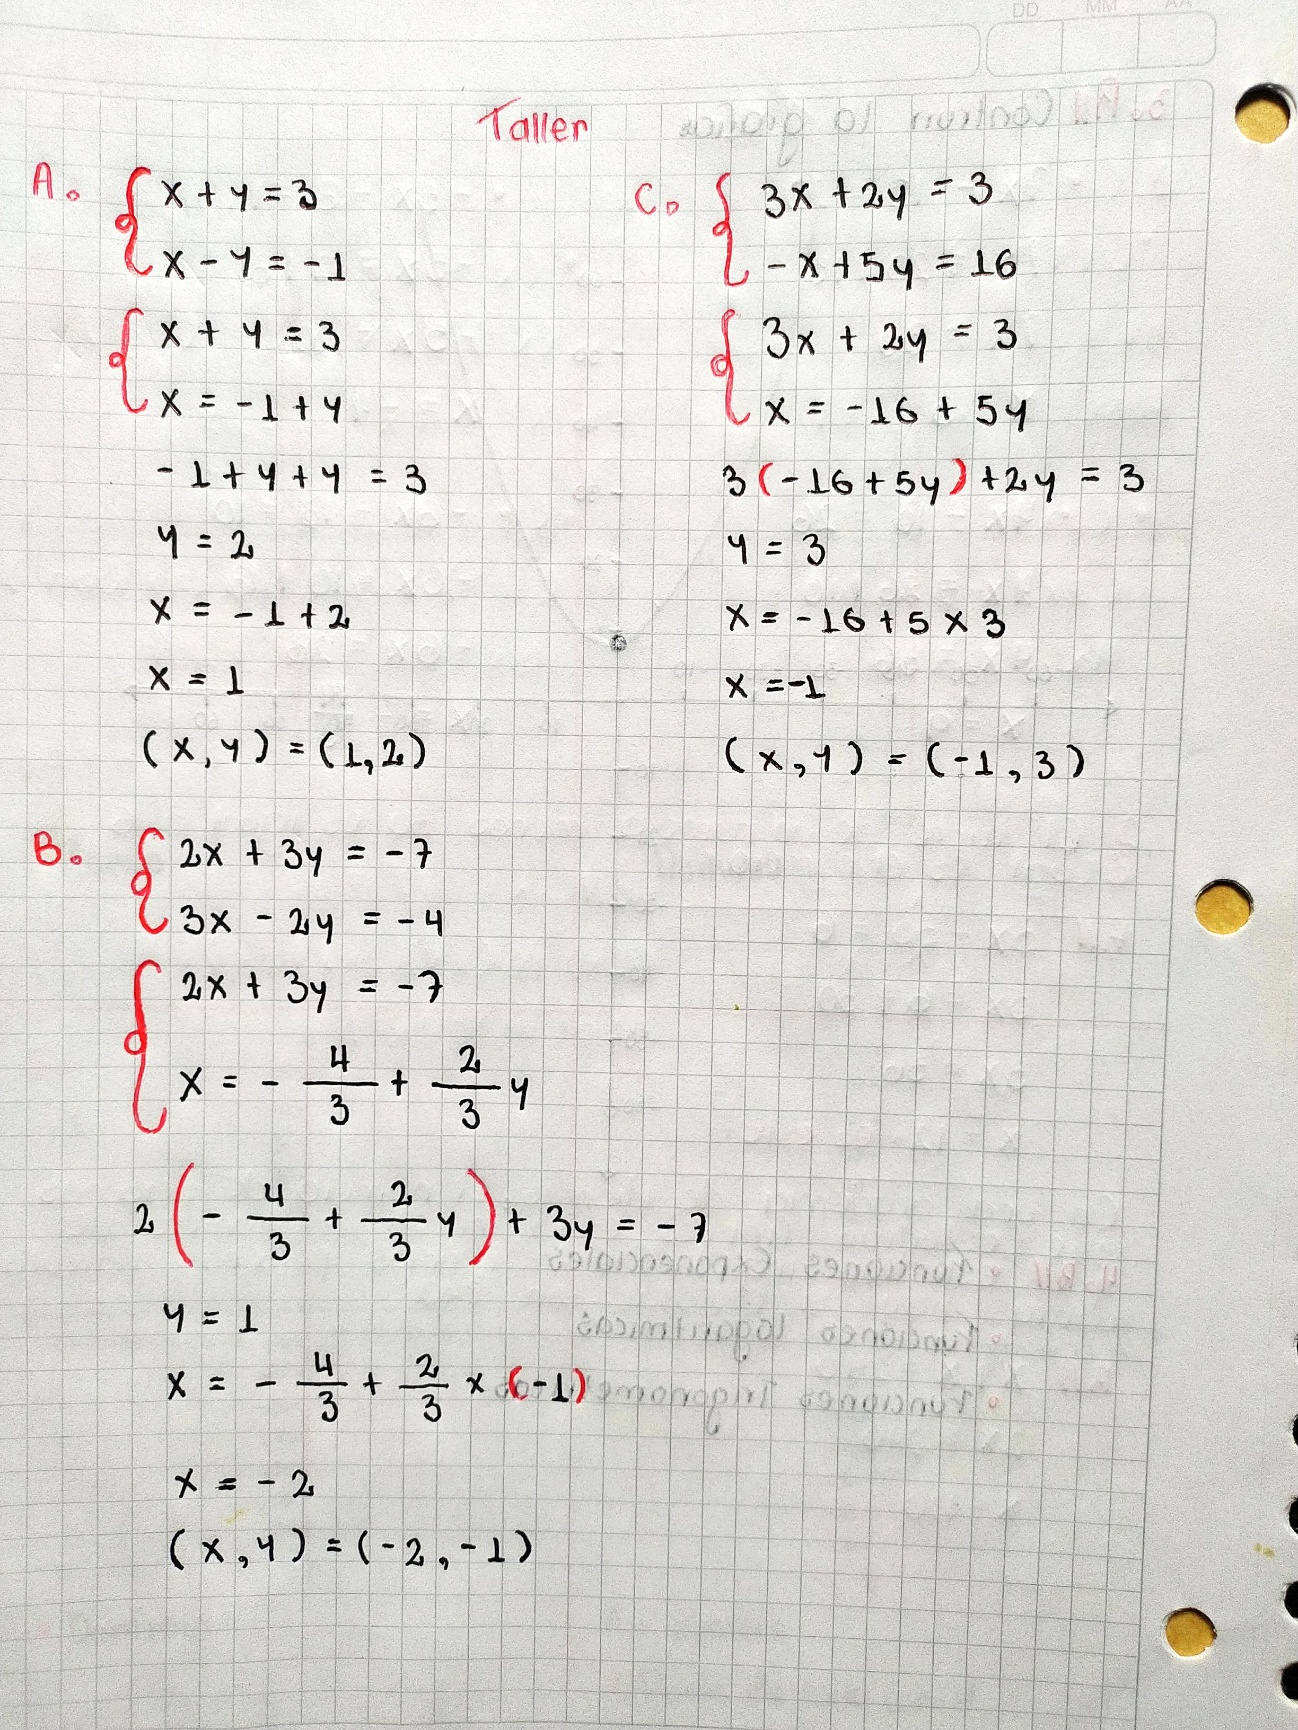 DD MM AA
Taller
A.
x + y = 3
x - y = -1
x + y = 3
x = -1 + y
-1 + y + y = 3
y = 2
x = -1 + 2
x = 1
(x, y) = (1, 2)
B.
2x + 3y = -7
3x - 2y = -4
2x + 3y = -7
x = - 4/3 + 2/3 y
2 (- 4/3 + 2/3 y) + 3y = -7
y = 1
x = - 4/3 + 2/3 x (-1)
x = -2
(x, y) = (-2, -1)
C.
3x + 2y = 3
-x + 5y = 16
3x + 2y = 3
x = -16 + 5y
3 (-16 + 5y) + 2y = 3
y = 3
x = -16 + 5 x 3
x = -1
(x, y) = (-1, 3)